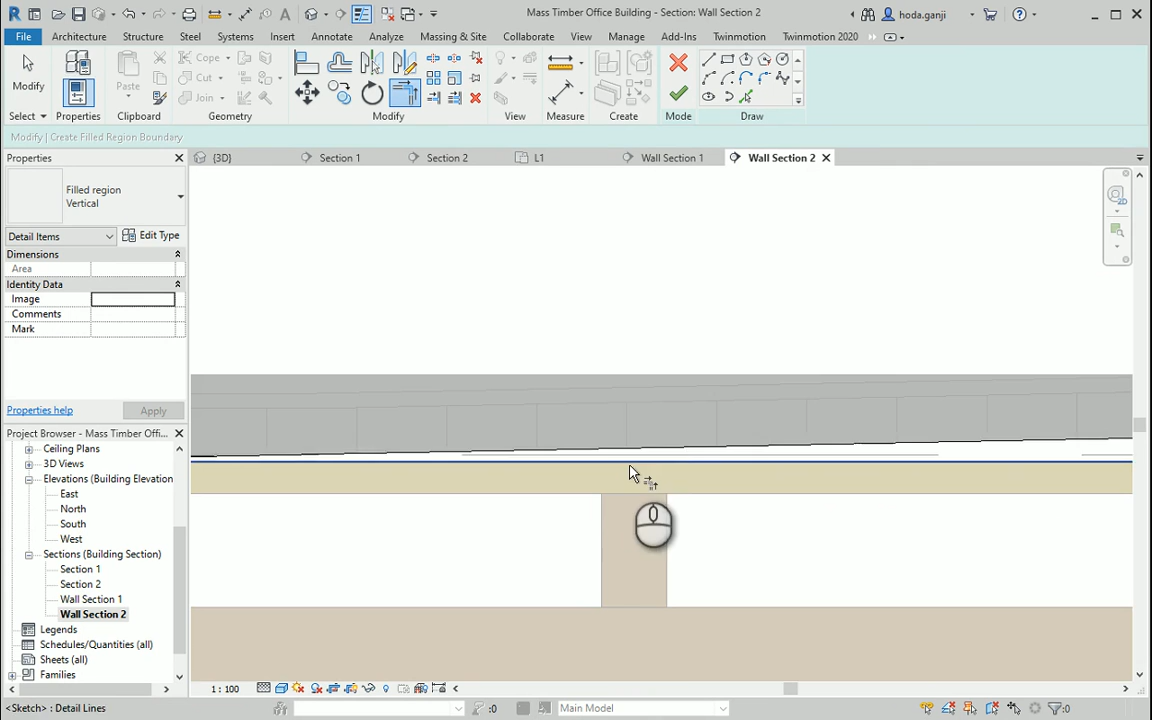 Mass Timber Office Building - Section: Wall Section 2
hoda.ganji
File Architecture Structure Steel Systems Insert Annotate Analyze Massing & Site Collaborate View Manage Add-Ins Twinmotion Twinmotion 2020
Modify
Paste
Cope
Cut
Join
Select Properties Clipboard Geometry Modify View Measure Create Mode Draw
Modify | Create Filled Region Boundary
Properties
{3D} Section 1 Section 2 L1 Wall Section 1 Wall Section 2
Filled region
Vertical
Detail Items Edit Type
Dimensions
Area
Identity Data
Image
Comments
Mark
Properties help Apply
Project Browser - Mass Timber Offi...
Ceiling Plans
3D Views
Elevations (Building Elevation
East
North
South
West
Sections (Building Section)
Section 1
Section 2
Wall Section 1
Wall Section 2
Legends
Schedules/Quantities (all)
Sheets (all)
Families
1 : 100
<Sketch> : Detail Lines
:0
Main Model
:0